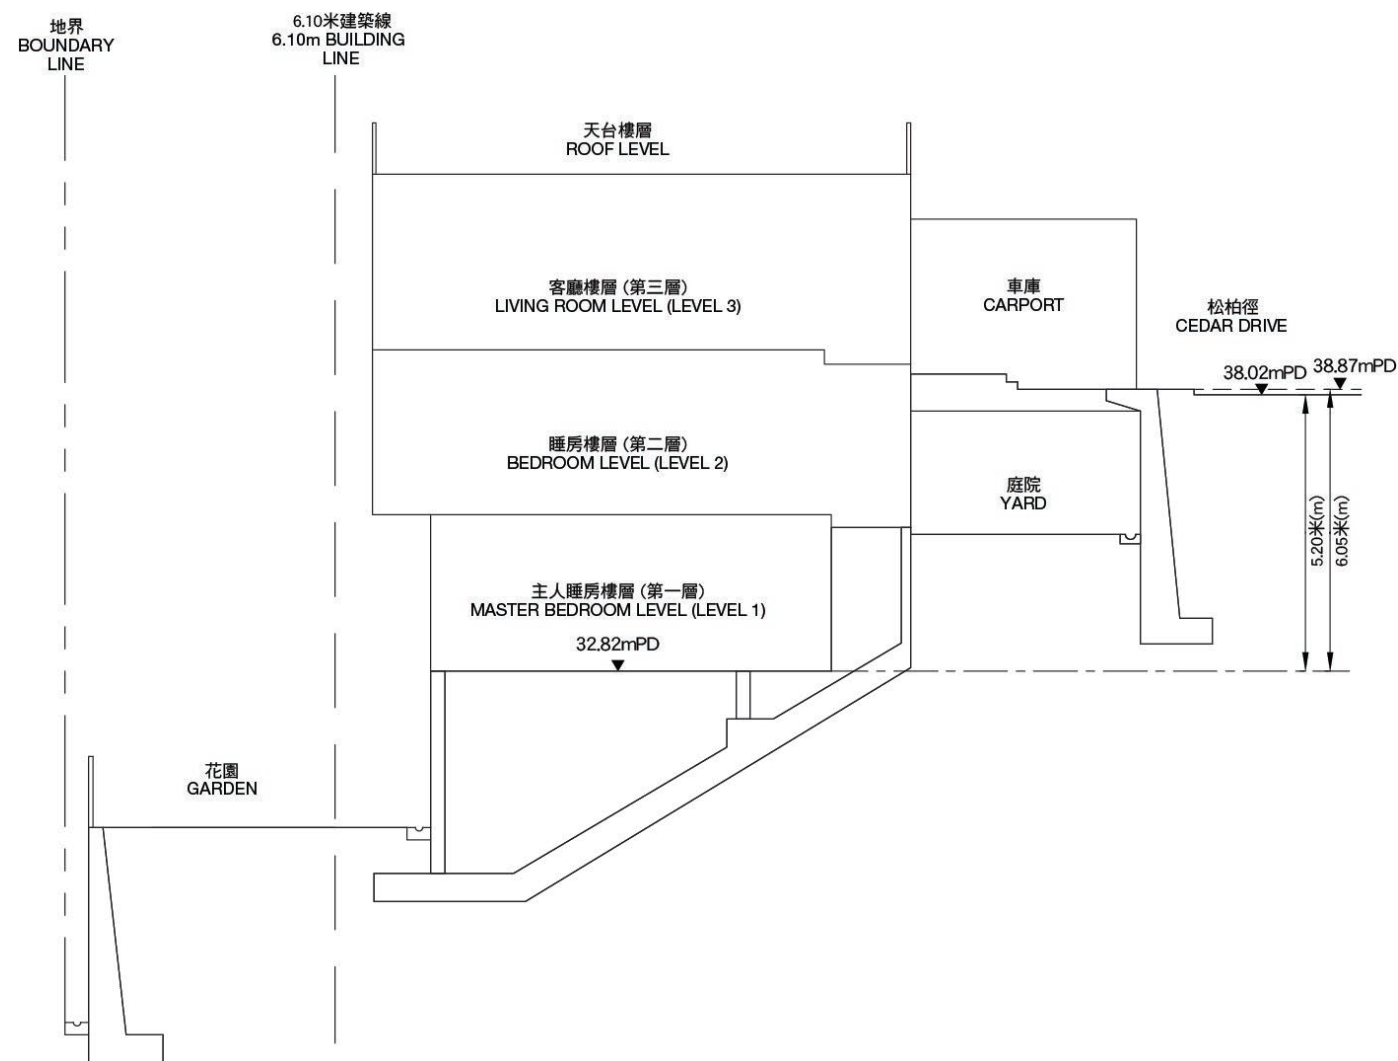 地界
BOUNDARY
LINE
6.10米建築線
6.10m BUILDING
LINE
天台樓層
ROOF LEVEL
客廳樓層 (第三層)
LIVING ROOM LEVEL (LEVEL 3)
車庫
CARPORT
松柏徑
CEDAR DRIVE
38.02mPD
38.87mPD
睡房樓層 (第二層)
BEDROOM LEVEL (LEVEL 2)
庭院
YARD
5.20米(m)
6.05米(m)
主人睡房樓層 (第一層)
MASTER BEDROOM LEVEL (LEVEL 1)
32.82mPD
花園
GARDEN